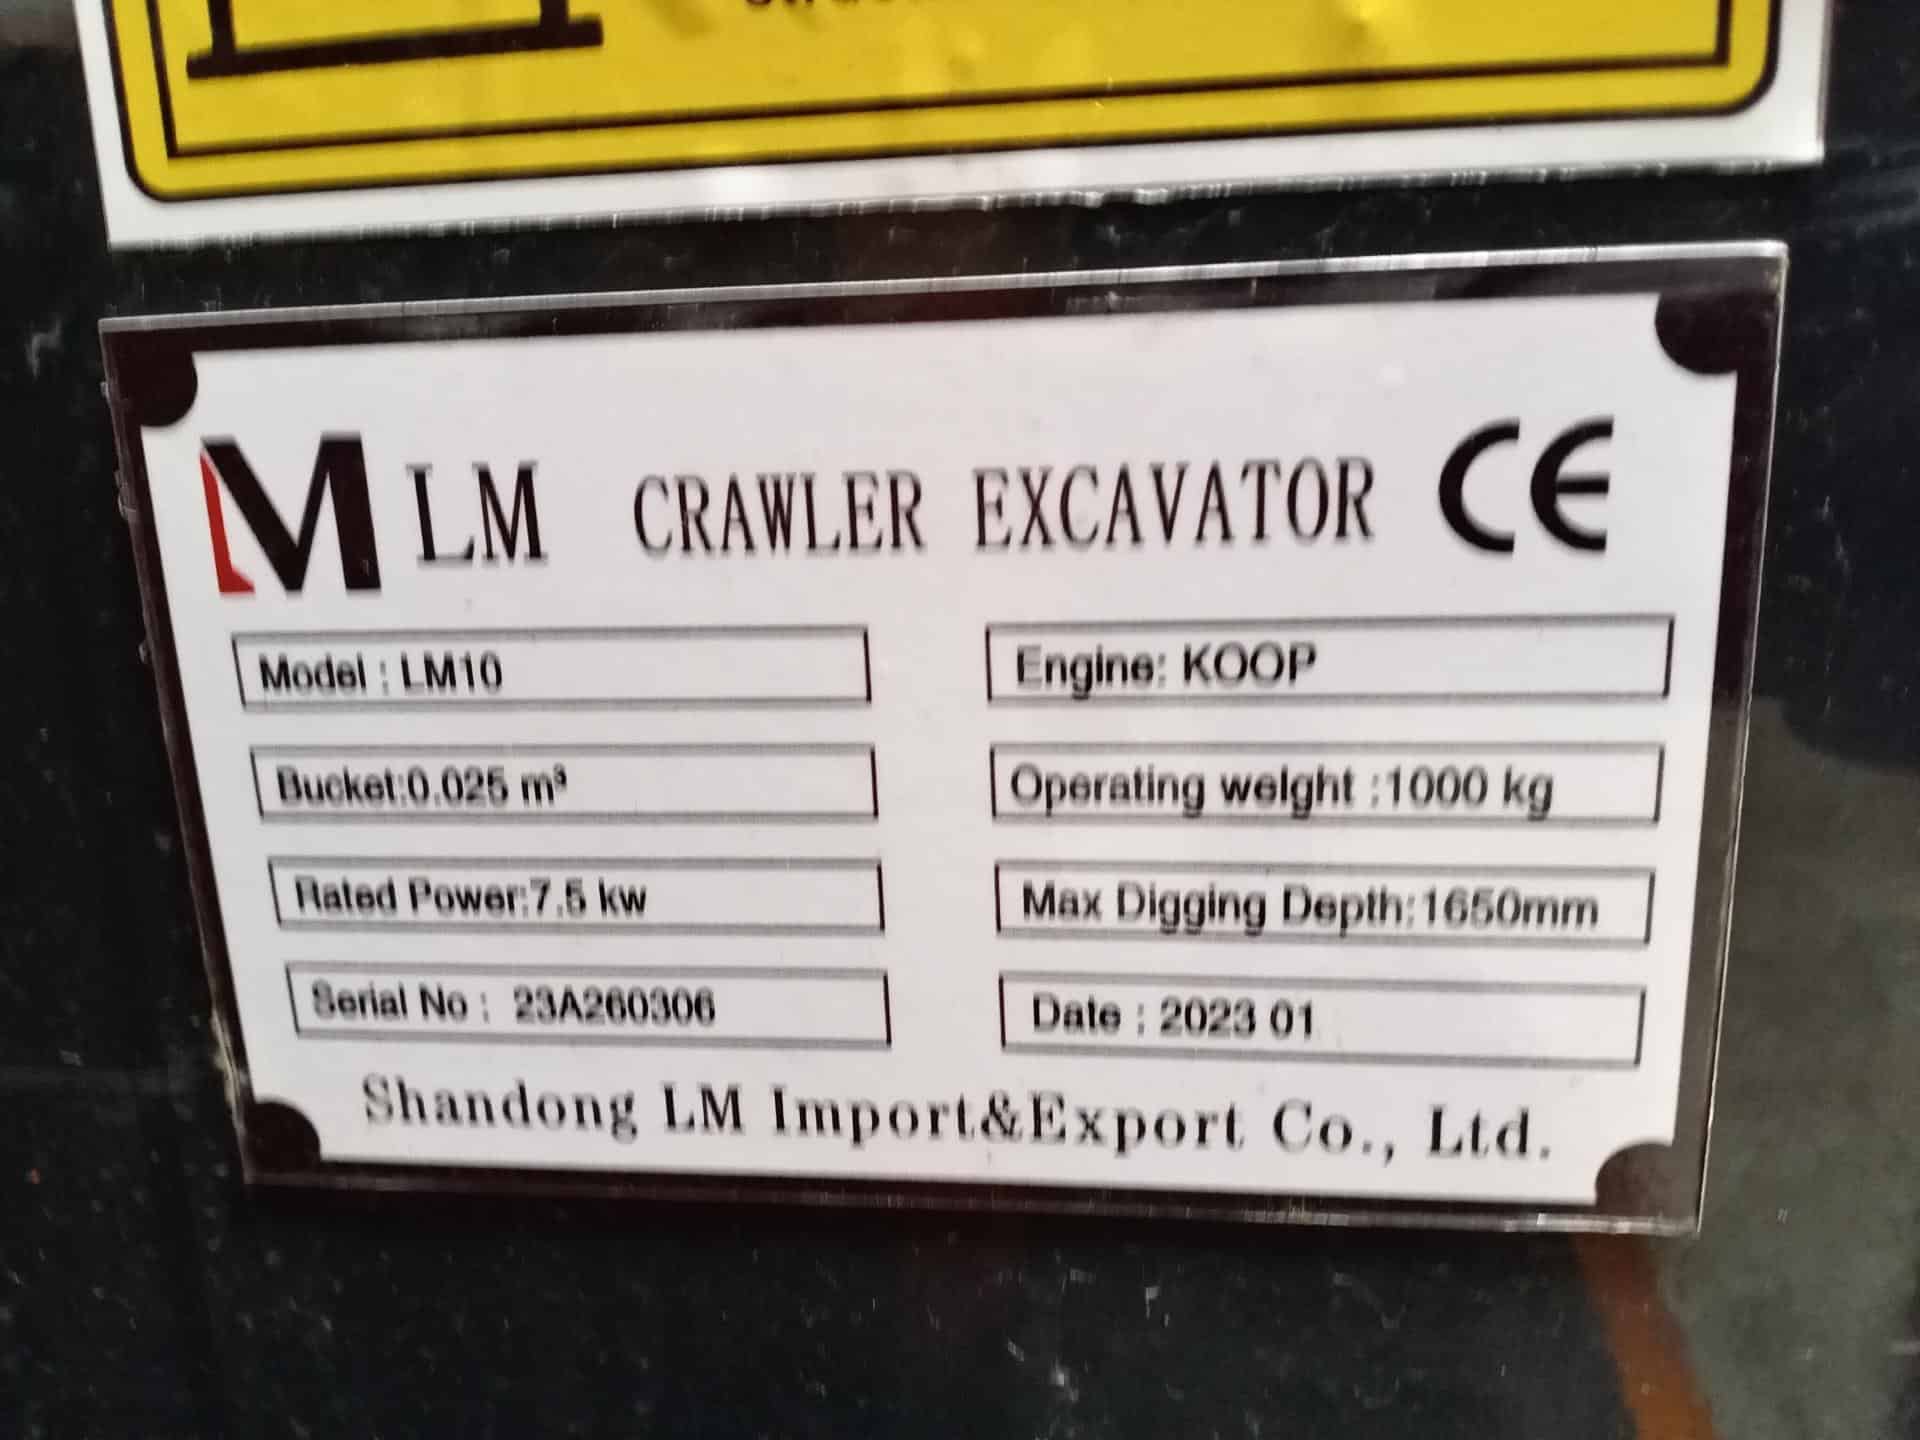 LM CRAWLER EXCAVATOR CE
Model : LM10
Engine: KOOP
Bucket:0.025 m³
Operating weight :1000 kg
Rated Power:7.5 kw
Max Digging Depth:1650mm
Serial No : 23A260306
Date : 2023 01
Shandong LM Import&Export Co., Ltd.